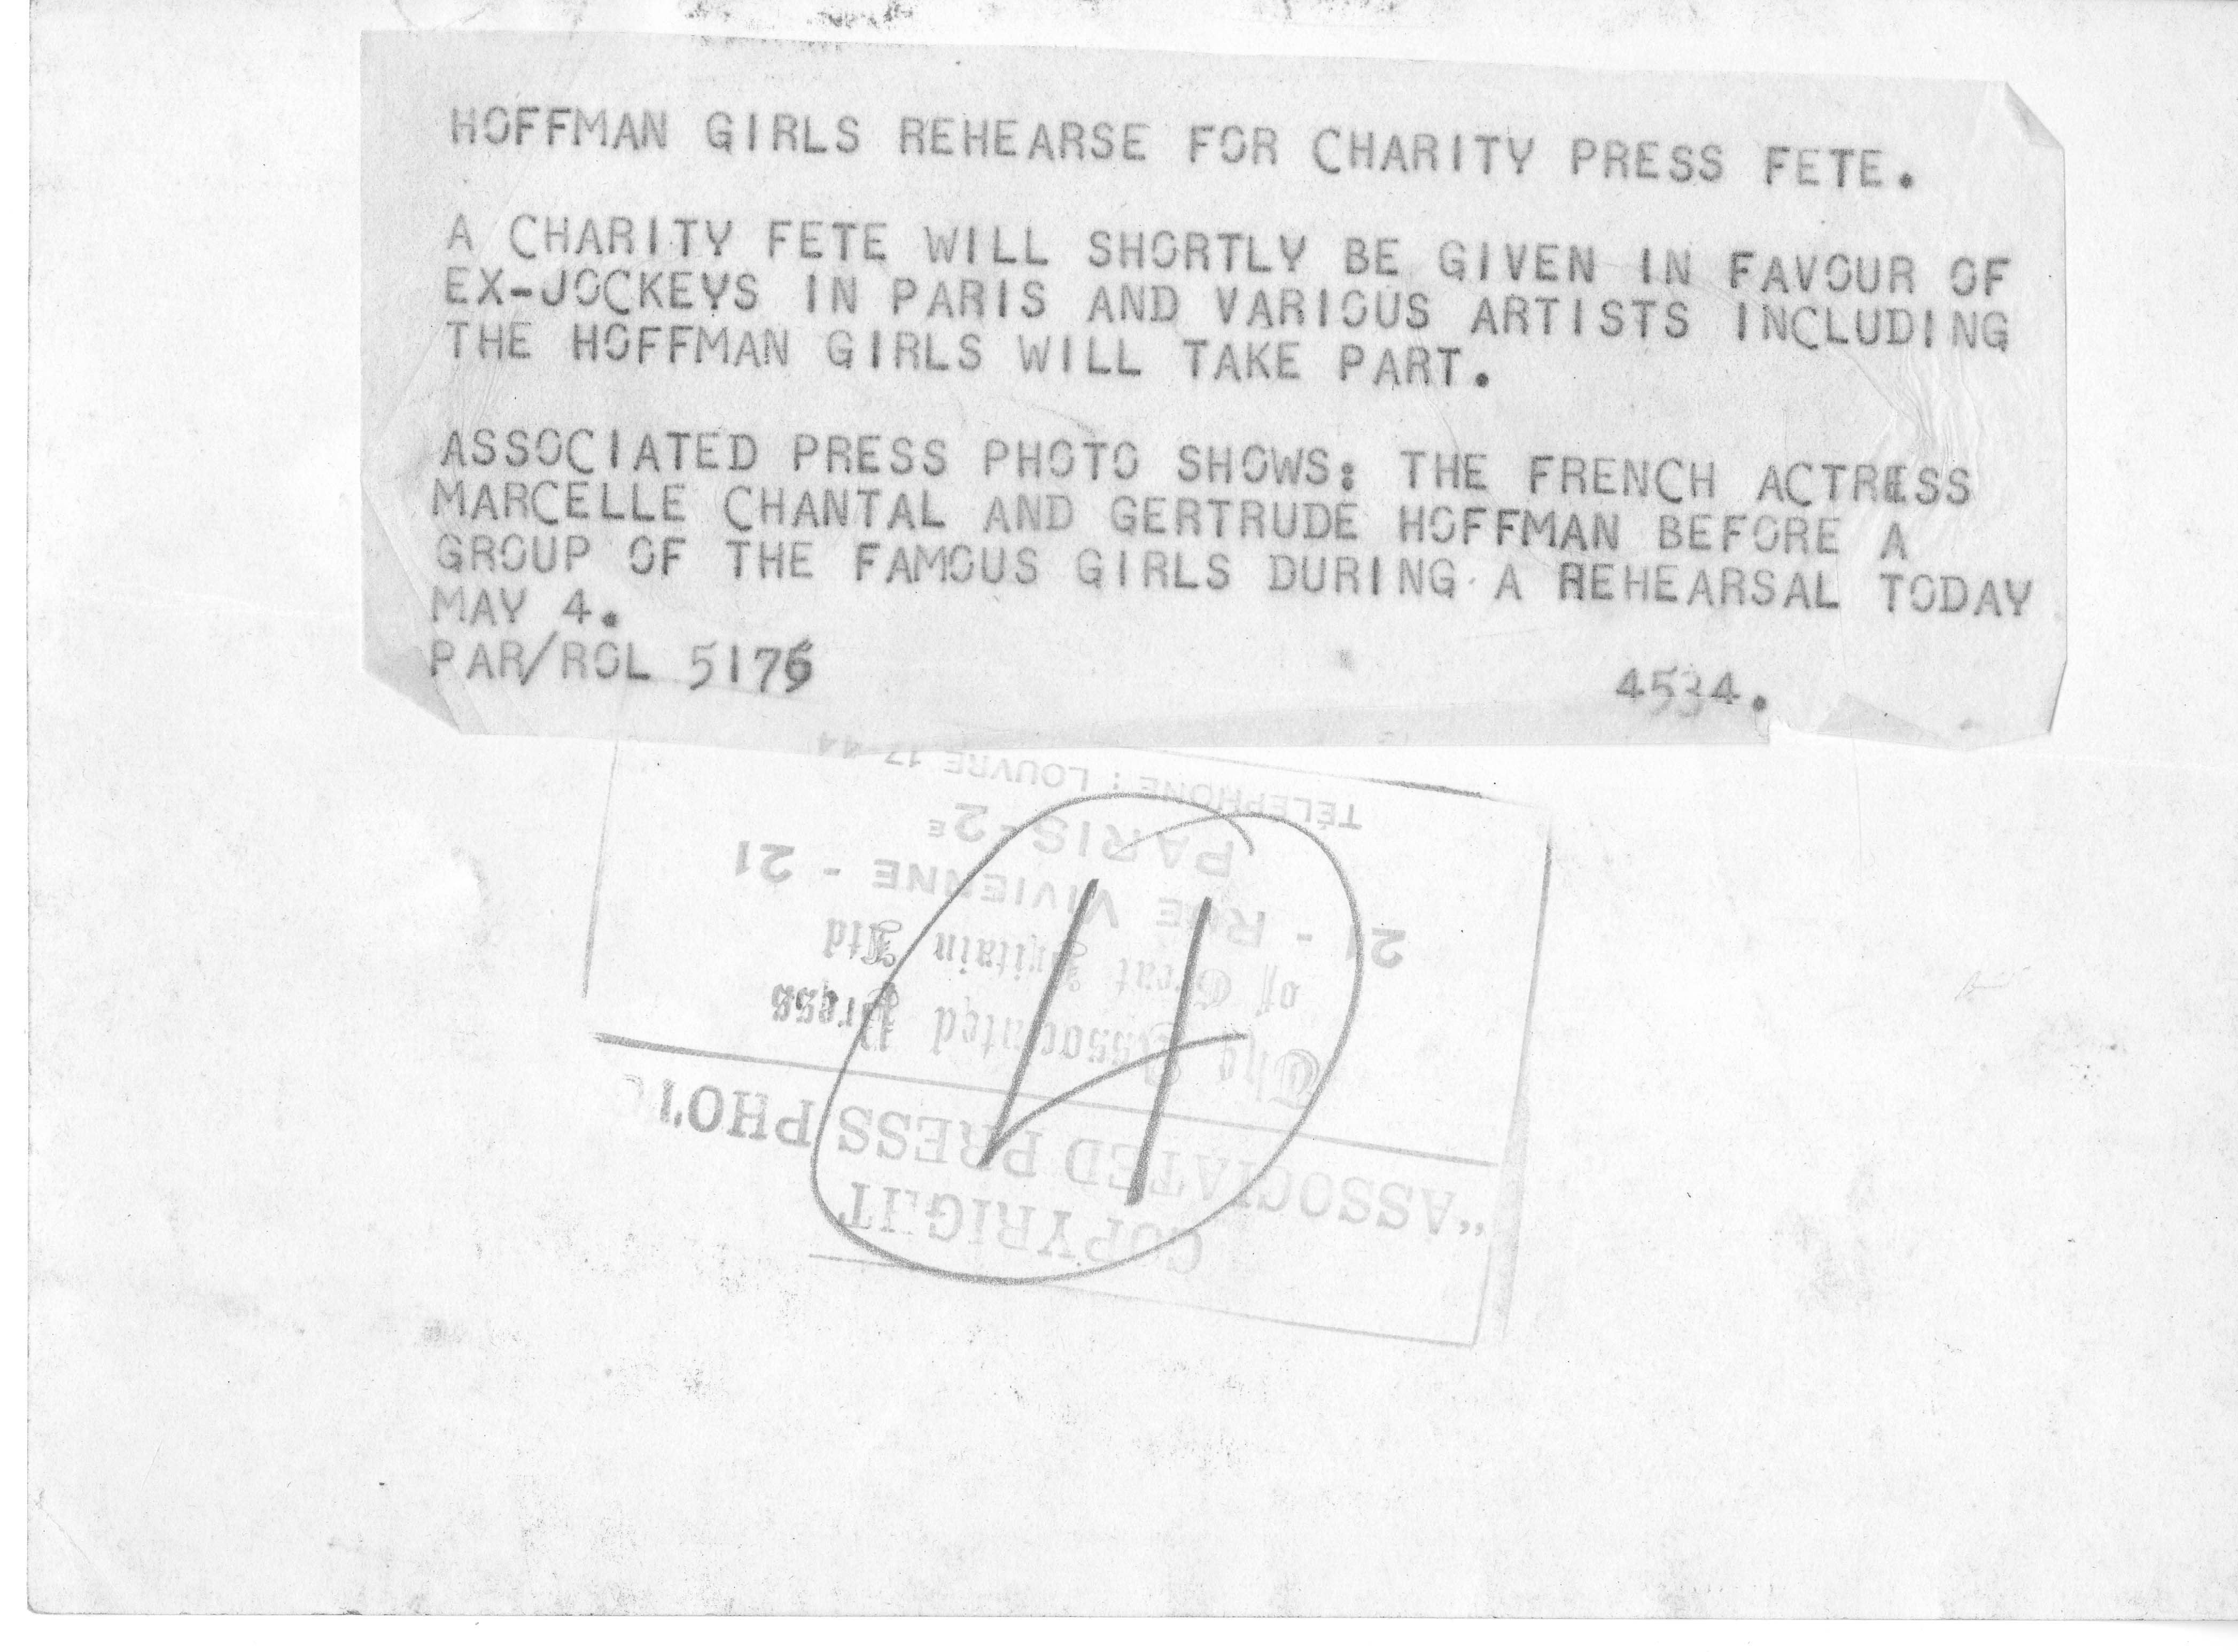 HOFFMAN GIRLS REHEARSE FOR CHARITY PRESS FETE.
A CHARITY FETE WILL SHORTLY BE GIVEN IN FAVOUR OF
EX-JOCKEYS IN PARIS AND VARIOUS ARTISTS INCLUDING
THE HOFFMAN GIRLS WILL TAKE PART.
ASSOCIATED PRESS PHOTO SHOWS: THE FRENCH ACTRESS
MARCELLE CHANTAL AND GERTRUDE HOFFMAN BEFORE A
GROUP OF THE FAMOUS GIRLS DURING A REHEARSAL TODAY
MAY 4.
PAR/ROL 5176 4534.
COPYRIGHT
"ASSOCIATED PRESS PHOTO
The Associated Press
of Great Britain Ltd
21 - RUE VIVIENNE - 21
PARIS-2E
TÉLÉPHONE : LOUVRE 17-44
4